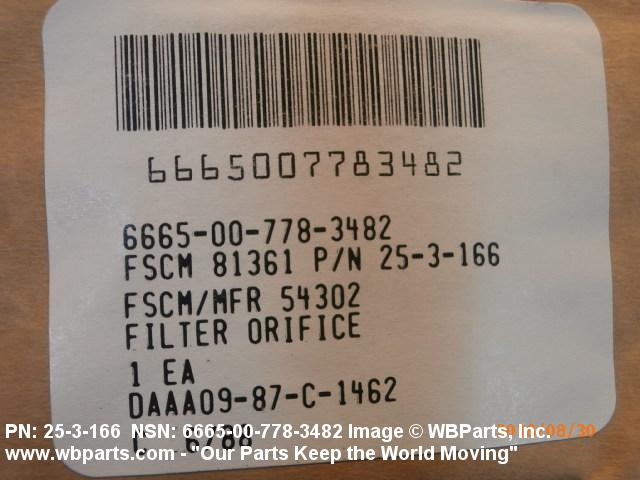 6665007783482
6665-00-778-3482
FSCM 81361 P/N 25-3-166
FSCM/MFR 54302
FILTER ORIFICE
1 EA
DAAA09-87-C-1462
6/88
PN: 25-3-166 NSN: 6665-00-778-3482 Image © WBParts, Inc.
www.wbparts.com - "Our Parts Keep the World Moving"